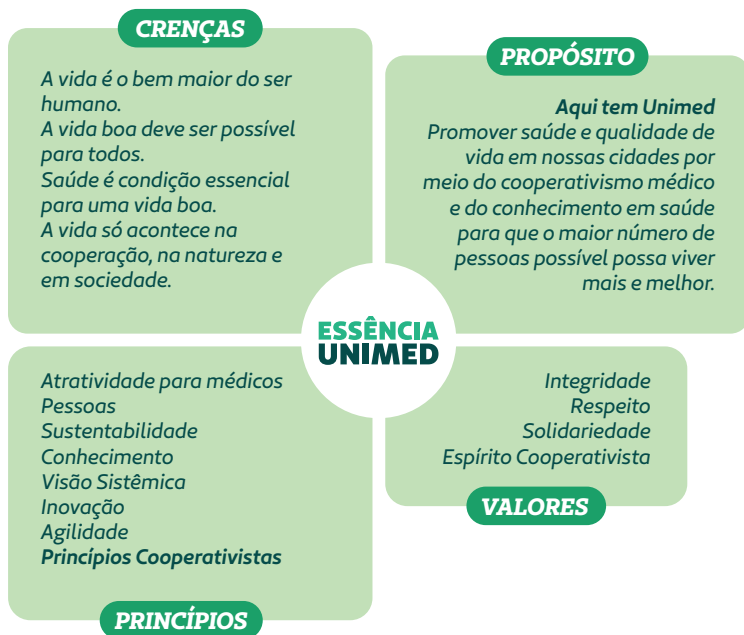 CRENÇAS
A vida é o bem maior do ser
humano.
A vida boa deve ser possível
para todos.
Saúde é condição essencial
para uma vida boa.
A vida só acontece na
cooperação, na natureza e
em sociedade.
PROPÓSITO
Aqui tem Unimed
Promover saúde e qualidade de
vida em nossas cidades por
meio do cooperativismo médico
e do conhecimento em saúde
para que o maior número de
pessoas possível possa viver
mais e melhor.
ESSÊNCIA
UNIMED
Atratividade para médicos
Pessoas
Sustentabilidade
Conhecimento
Visão Sistêmica
Inovação
Agilidade
Princípios Cooperativistas
PRINCÍPIOS
Integridade
Respeito
Solidariedade
Espírito Cooperativista
VALORES